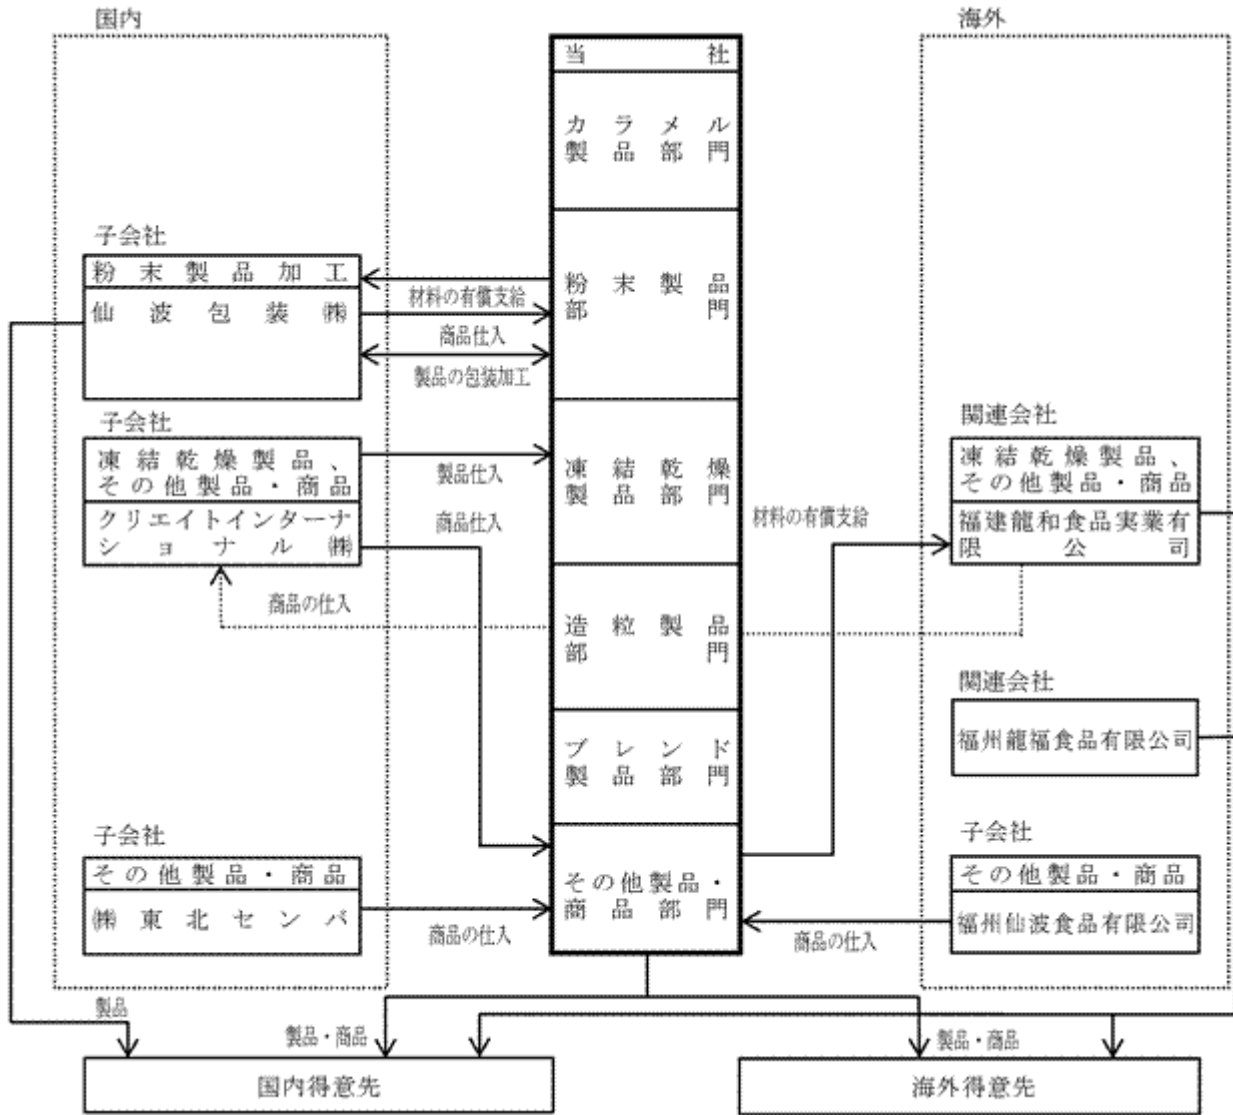 国内
海外
当社
カラメル
製品部門
粉末製品
部門
凍結乾燥
製品部門
造粒製品
部門
ブレンド
製品部門
その他製品・
商品部門
子会社
粉末製品加工
仙波包装㈱
材料の有償支給
商品仕入
製品の包装加工
子会社
凍結乾燥製品、
その他製品・商品
クリエイトインターナ
ショナル㈱
製品仕入
商品仕入
商品の仕入
子会社
その他製品・商品
㈱東北センバ
商品の仕入
材料の有償支給
関連会社
凍結乾燥製品、
その他製品・商品
福建龍和食品実業有
限公司
関連会社
福州龍福食品有限公司
子会社
その他製品・商品
福州仙波食品有限公司
商品の仕入
製品
製品・商品
製品・商品
国内得意先
海外得意先